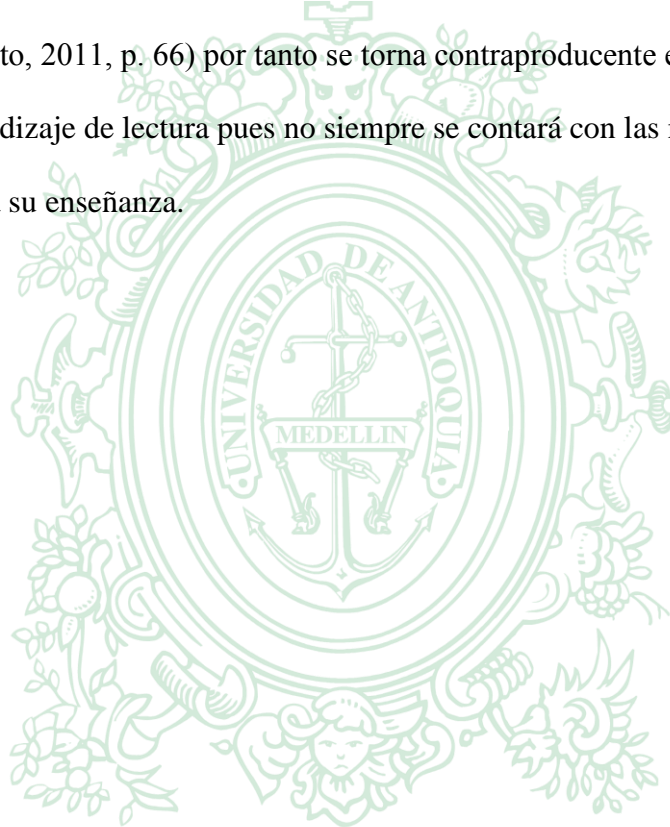 to, 2011, p. 66) por tanto se torna contraproducente
dizaje de lectura pues no siempre se contará con las
su enseñanza.
UNIVERSIDAD DE ANTIOQUIA
MEDELLIN